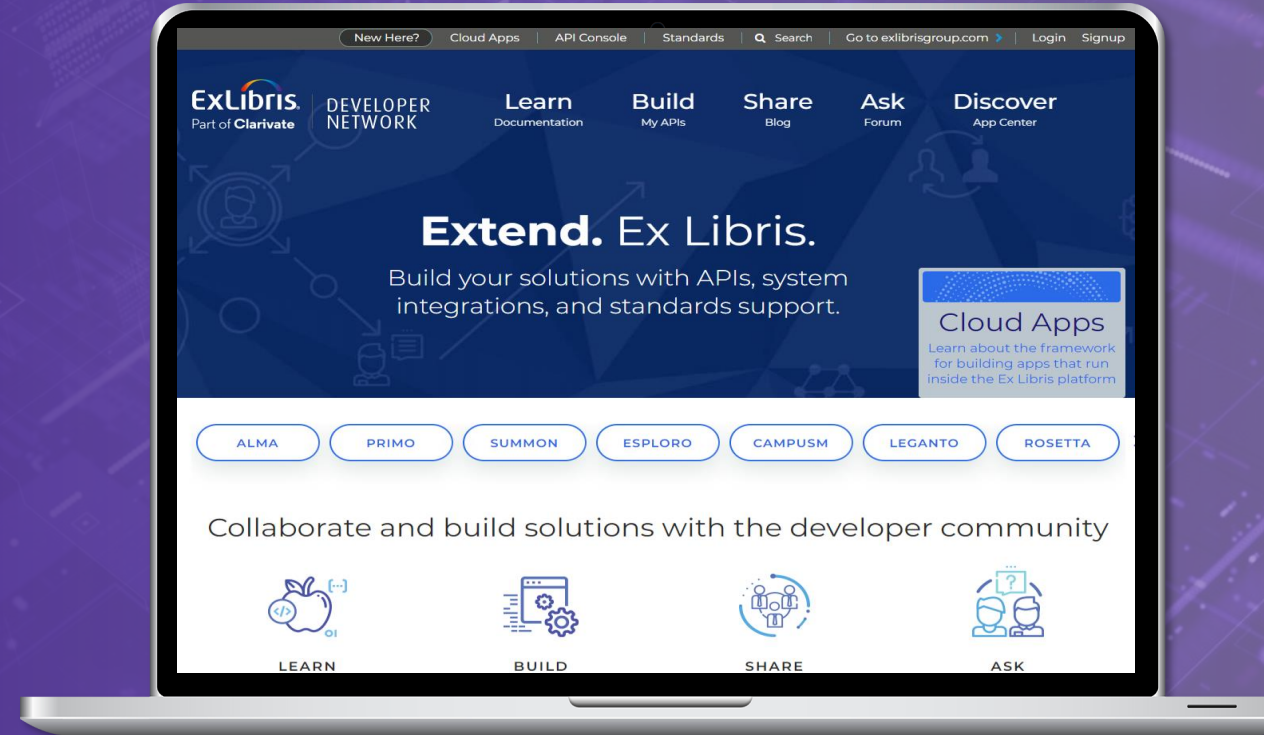 New Here? Cloud Apps API Console Standards Search Go to exlibrisgroup.com Login Signup
ExLibris.
Part of Clarivate
DEVELOPER
NETWORK
Learn
Documentation
Build
My APIs
Share
Blog
Ask
Forum
Discover
App Center
Extend. Ex Libris.
Build your solutions with APIs, system
integrations, and standards support.
Cloud Apps
Learn about the framework
for building apps that run
inside the Ex Libris platform
ALMA PRIMO SUMMON ESPLORO CAMPUSM LEGANTO ROSETTA
Collaborate and build solutions with the developer community
LEARN BUILD SHARE ASK